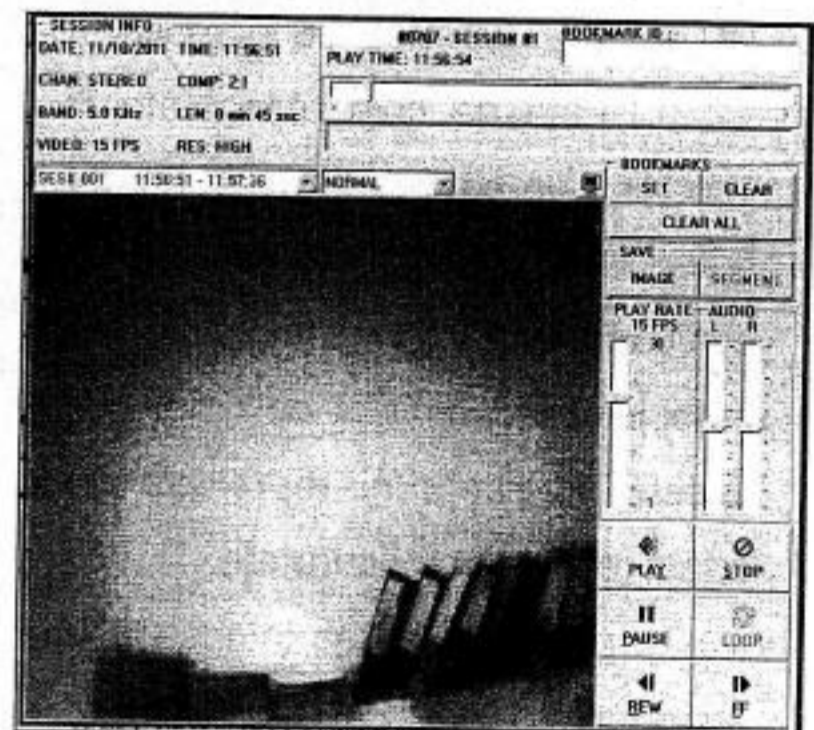 SESSION INFO
DATE: 11/10/2011 TIME: 11:56:51
CHAN: STEREO COMP: 2:1
BAND: 5.0 KHz LEN: 0 min 45 sec
VIDEO: 15 FPS RES: HIGH
00707 - SESSION 01
BOOKMARK ID :
PLAY TIME: 11:56:54
SES# 001 11:56:51 - 11:57:36
NORMAL
BOOKMARKS
SET CLEAR
CLEAR ALL
SAVE
IMAGE SEGMENT
PLAY RATE AUDIO
15 FPS L R
30
1
PLAY STOP
PAUSE LOOP
REW FF